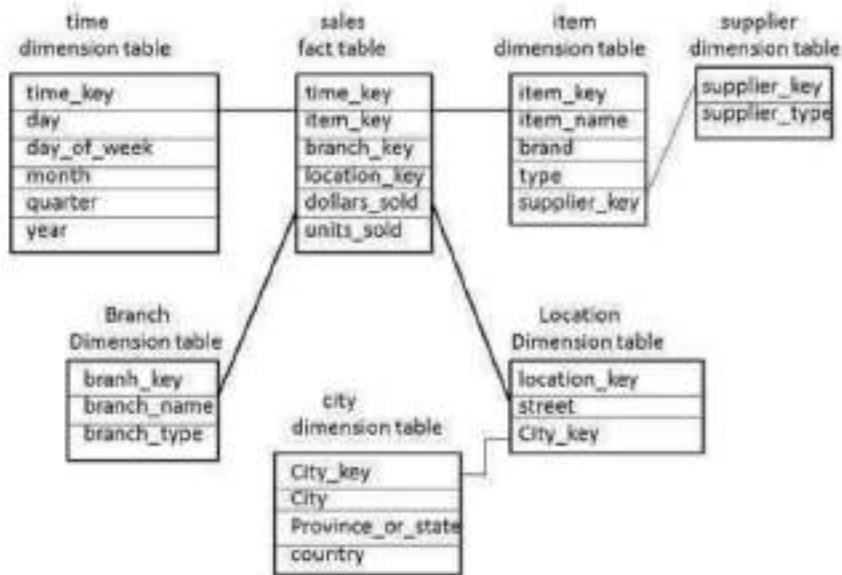 time
dimension table
time_key
day
day_of_week
month
quarter
year
sales
fact table
time_key
item_key
branch_key
location_key
dollars_sold
units_sold
item
dimension table
item_key
item_name
brand
type
supplier_key
supplier
dimension table
supplier_key
supplier_type
Branch
Dimension table
branh_key
branch_name
branch_type
city
dimension table
City_key
City
Province_or_state
country
Location
Dimension table
location_key
street
City_key